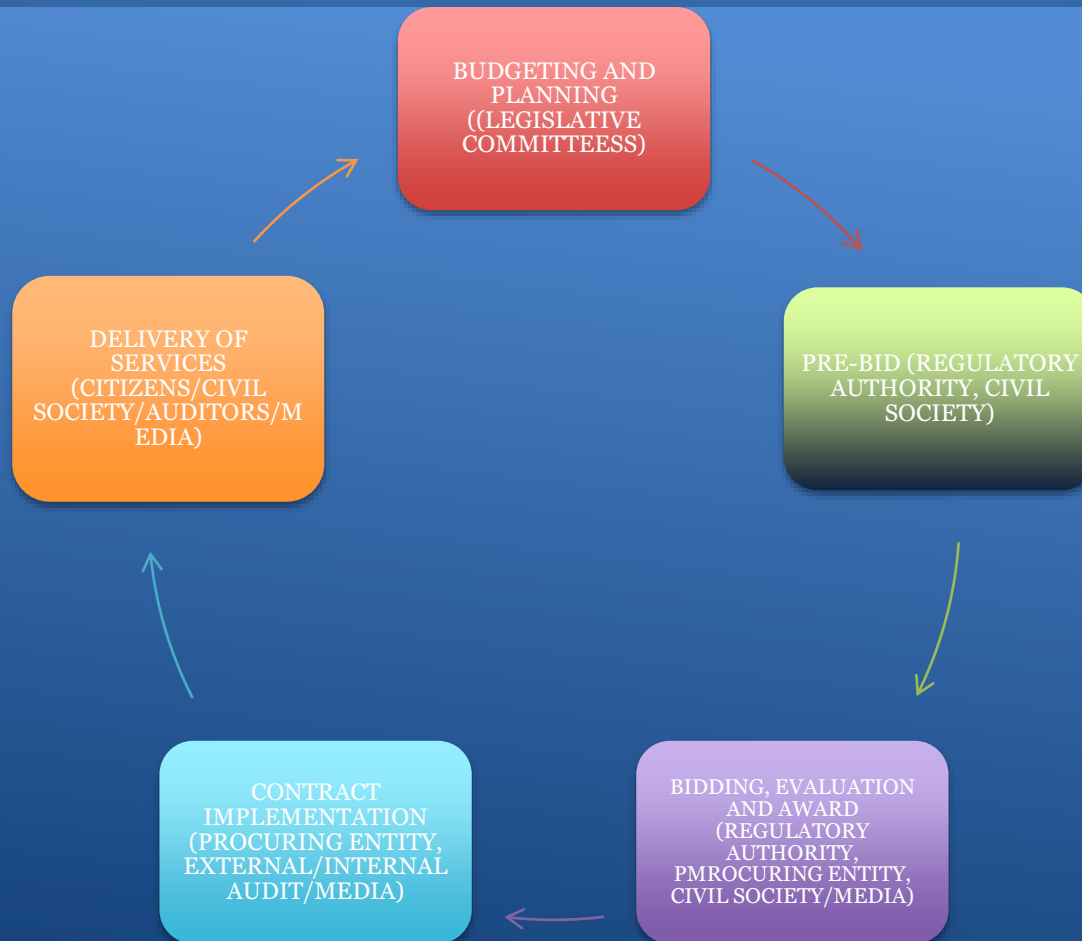 BUDGETING AND
PLANNING
((LEGISLATIVE
COMMITTEESS)
PRE-BID (REGULATORY
AUTHORITY, CIVIL
SOCIETY)
BIDDING, EVALUATION
AND AWARD
(REGULATORY
AUTHORITY,
PMROCURING ENTITY,
CIVIL SOCIETY/MEDIA)
CONTRACT
IMPLEMENTATION
(PROCURING ENTITY,
EXTERNAL/INTERNAL
AUDIT/MEDIA)
DELIVERY OF
SERVICES
(CITIZENS/CIVIL
SOCIETY/AUDITORS/M
EDIA)